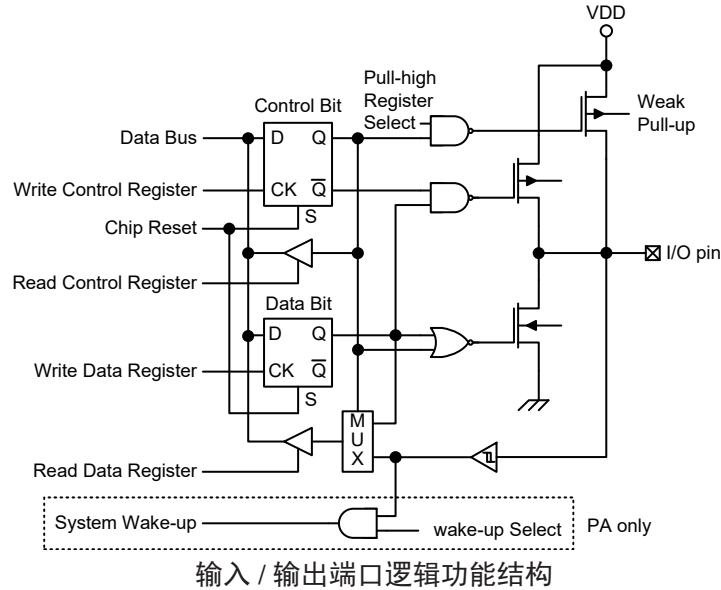 VDD
Pull-high
Register
Select
Weak
Pull-up
Control Bit
Data Bus
D
Q
Write Control Register
CK
Q̅
Chip Reset
S
I/O pin
Read Control Register
Data Bit
D
Q
Write Data Register
CK
Q̅
S
M
U
X
Read Data Register
System Wake-up
wake-up Select
PA only
输入 / 输出端口逻辑功能结构